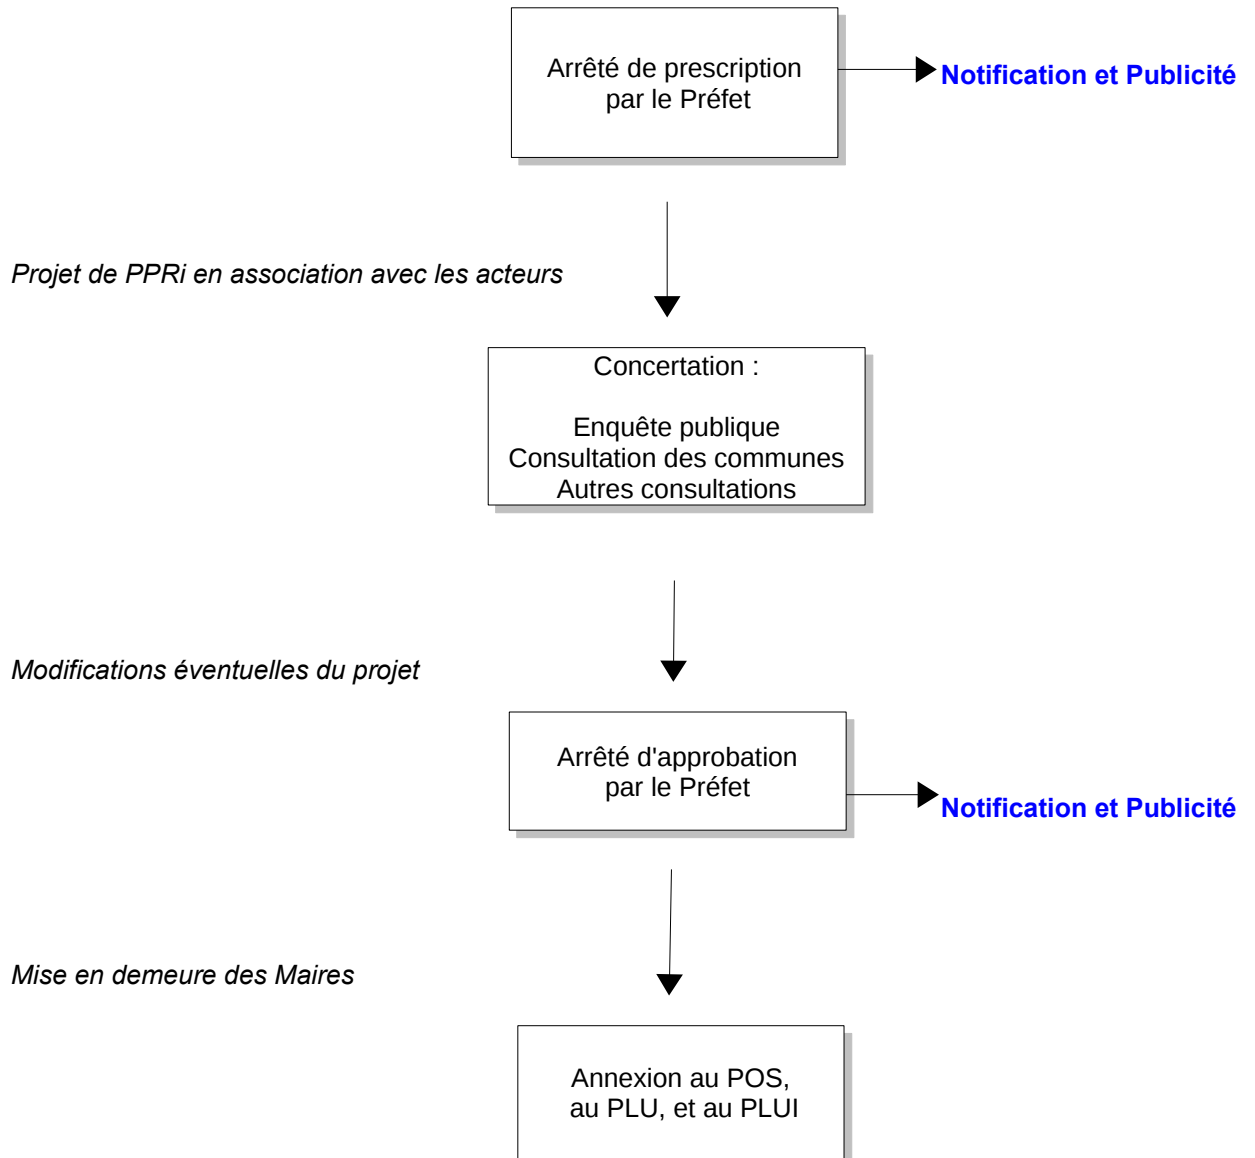 Arrêté de prescription
par le Préfet
Notification et Publicité
Projet de PPRi en association avec les acteurs
Concertation :
Enquête publique
Consultation des communes
Autres consultations
Modifications éventuelles du projet
Arrêté d'approbation
par le Préfet
Notification et Publicité
Mise en demeure des Maires
Annexion au POS,
au PLU, et au PLUI